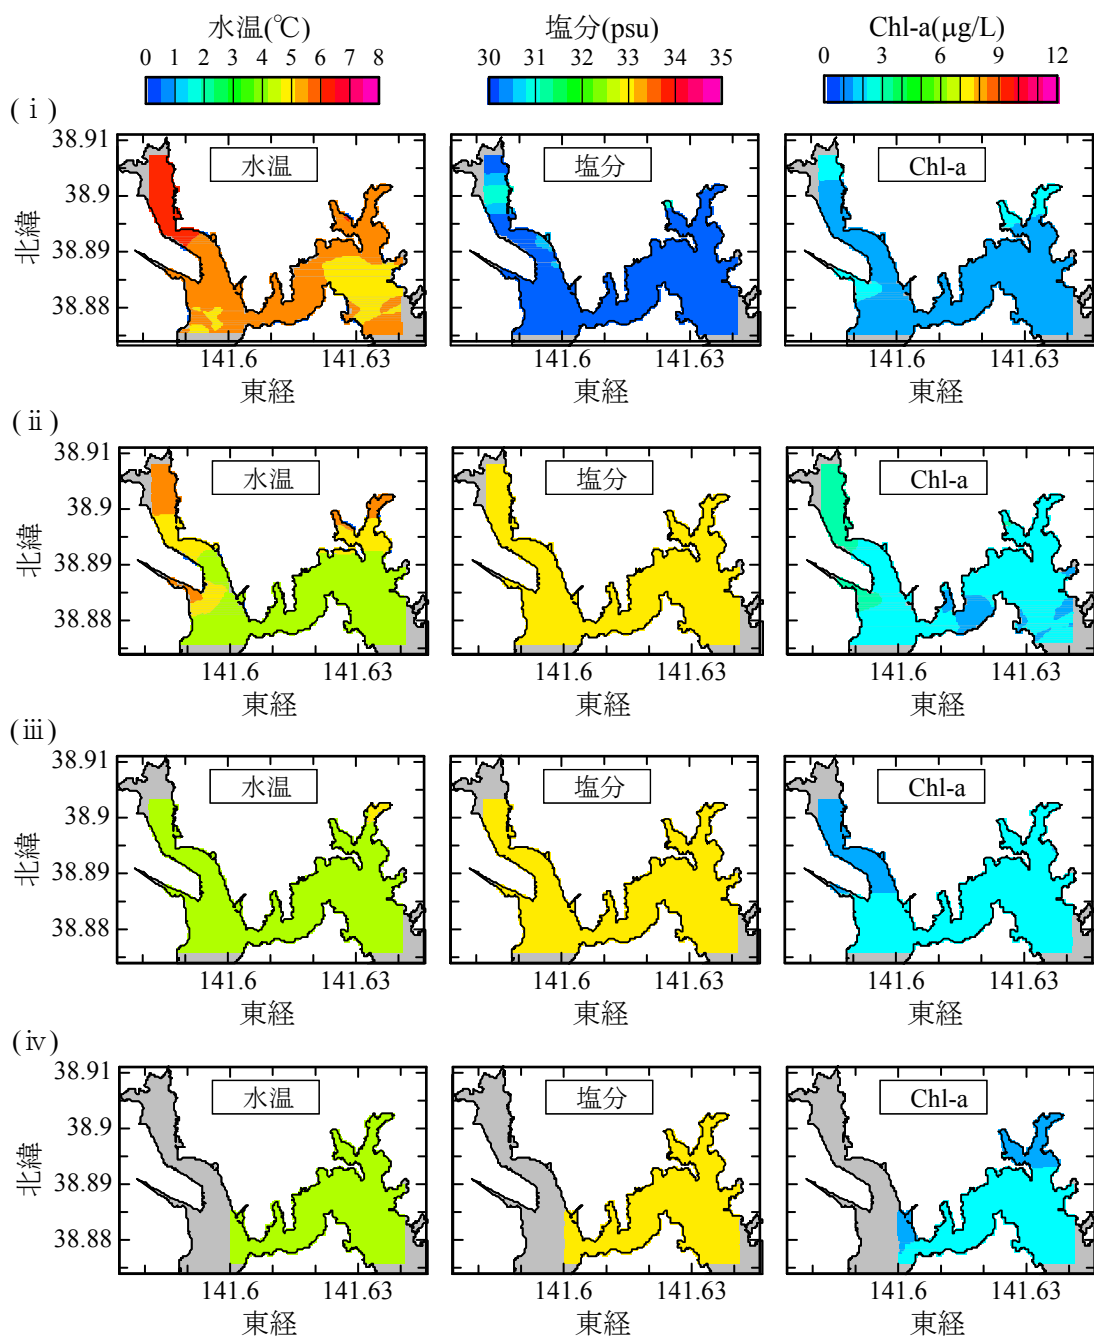 水温(℃) 塩分(psu) Chl-a(μg/L)
0 1 2 3 4 5 6 7 8 30 31 32 33 34 35 0 3 6 9 12
(i)
38.91 38.9 38.89 38.88 北緯 水温 塩分 Chl-a
141.6 141.63 141.6 141.63 141.6 141.63
東経 東経 東経
(ii)
38.91 38.9 38.89 38.88 北緯 水温 塩分 Chl-a
141.6 141.63 141.6 141.63 141.6 141.63
東経 東経 東経
(iii)
38.91 38.9 38.89 38.88 北緯 水温 塩分 Chl-a
141.6 141.63 141.6 141.63 141.6 141.63
東経 東経 東経
(iv)
38.91 38.9 38.89 38.88 北緯 水温 塩分 Chl-a
141.6 141.63 141.6 141.63 141.6 141.63
東経 東経 東経